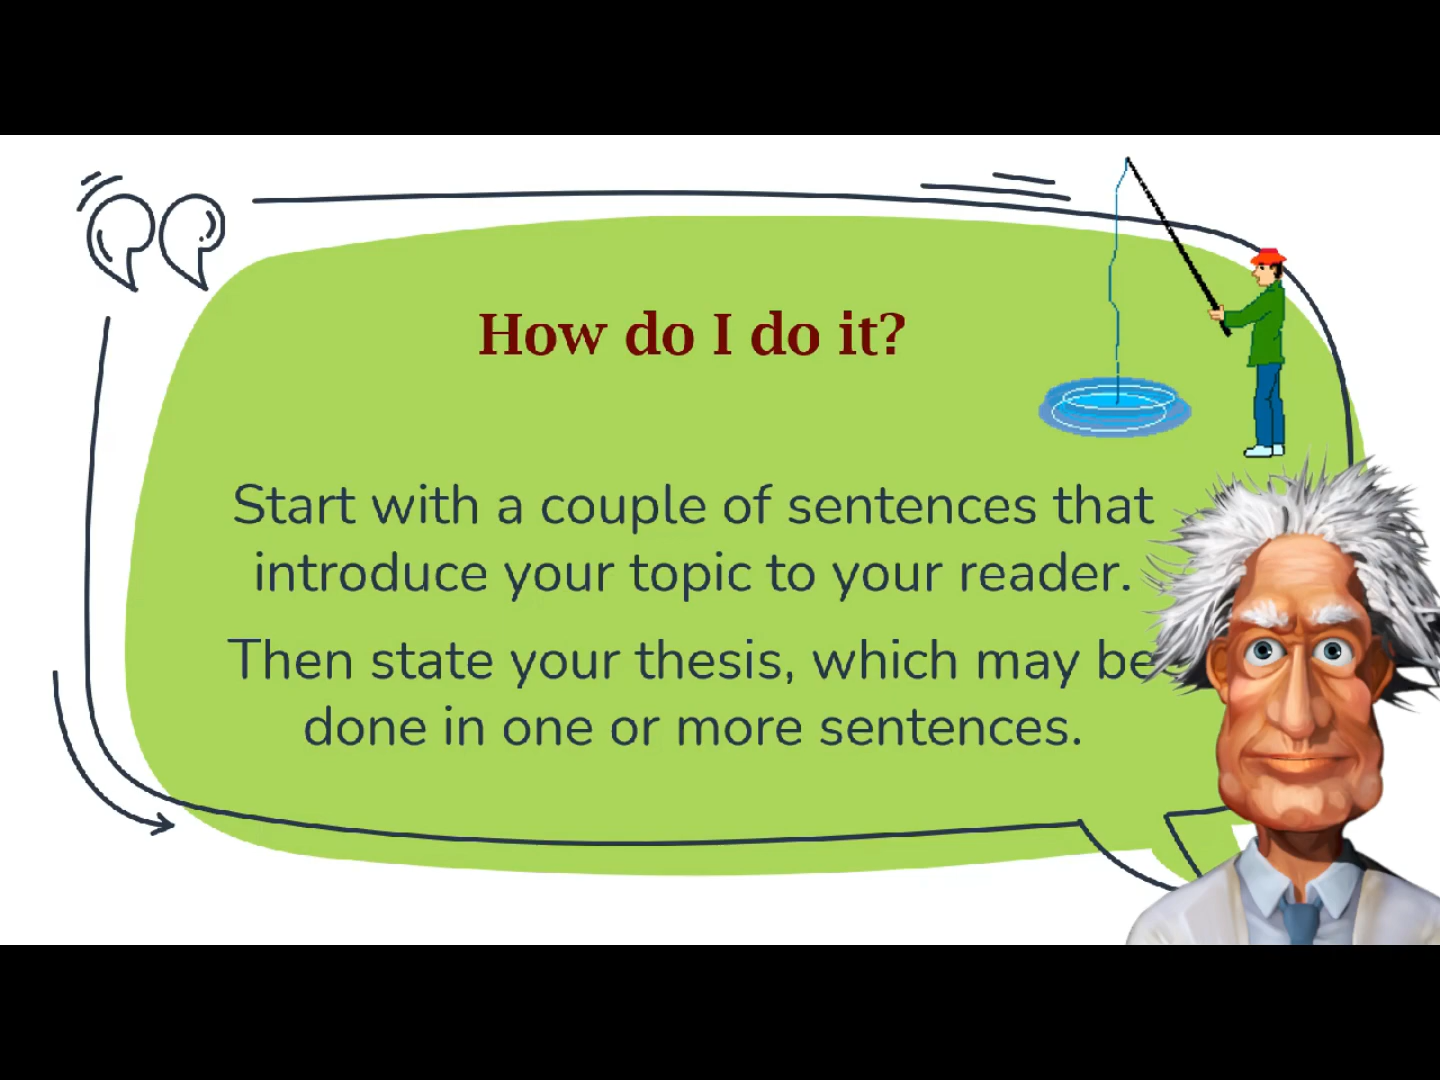 How do I do it?
Start with a couple of sentences that
introduce your topic to your reader.
Then state your thesis, which may be
done in one or more sentences.